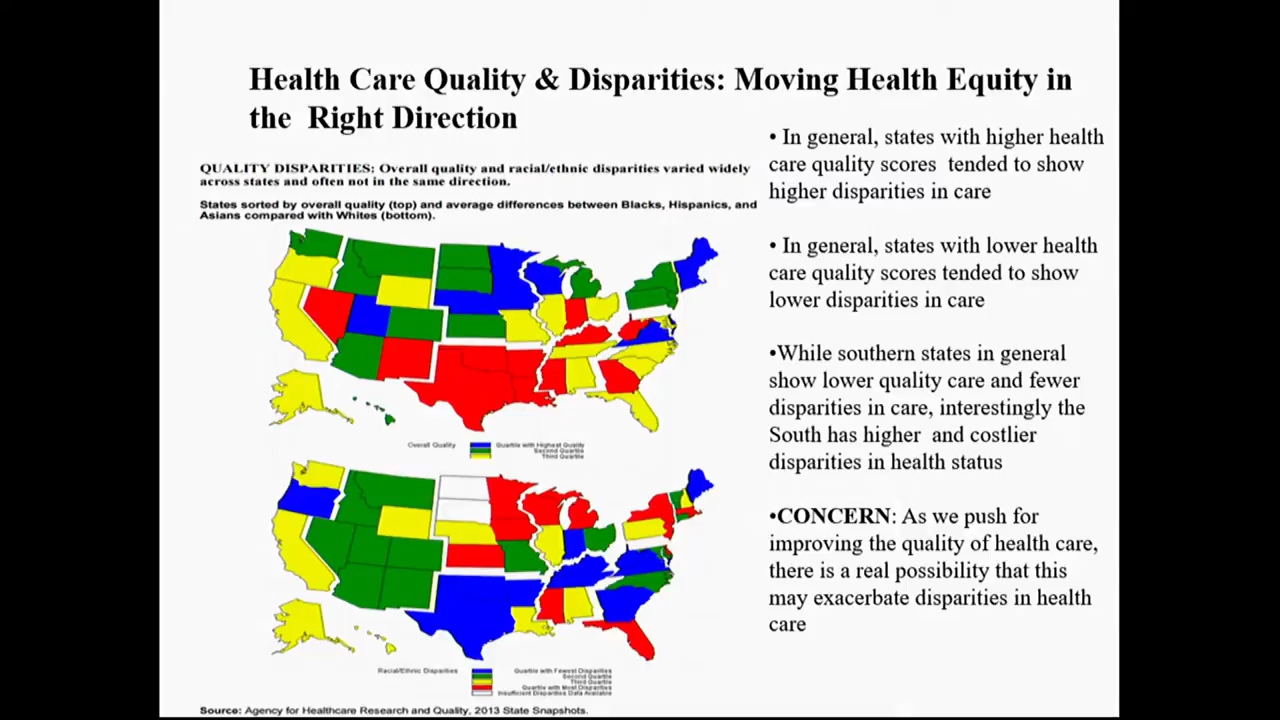 Health Care Quality & Disparities: Moving Health Equity in
the Right Direction
QUALITY DISPARITIES: Overall quality and racial/ethnic disparities varied widely
across states and often not in the same direction.
States sorted by overall quality (top) and average differences between Blacks, Hispanics, and
Asians compared with Whites (bottom).
Overall Quality
Quartile with Highest Quality
Second Quartile
Third Quartile
Racial/Ethnic Disparities
Quartile with Fewest Disparities
Second Quartile
Third Quartile
Quartile with Most Disparities
Insufficient Disparities Data Available
Source: Agency for Healthcare Research and Quality, 2013 State Snapshots.
• In general, states with higher health
care quality scores tended to show
higher disparities in care
• In general, states with lower health
care quality scores tended to show
lower disparities in care
•While southern states in general
show lower quality care and fewer
disparities in care, interestingly the
South has higher and costlier
disparities in health status
•CONCERN: As we push for
improving the quality of health care,
there is a real possibility that this
may exacerbate disparities in health
care